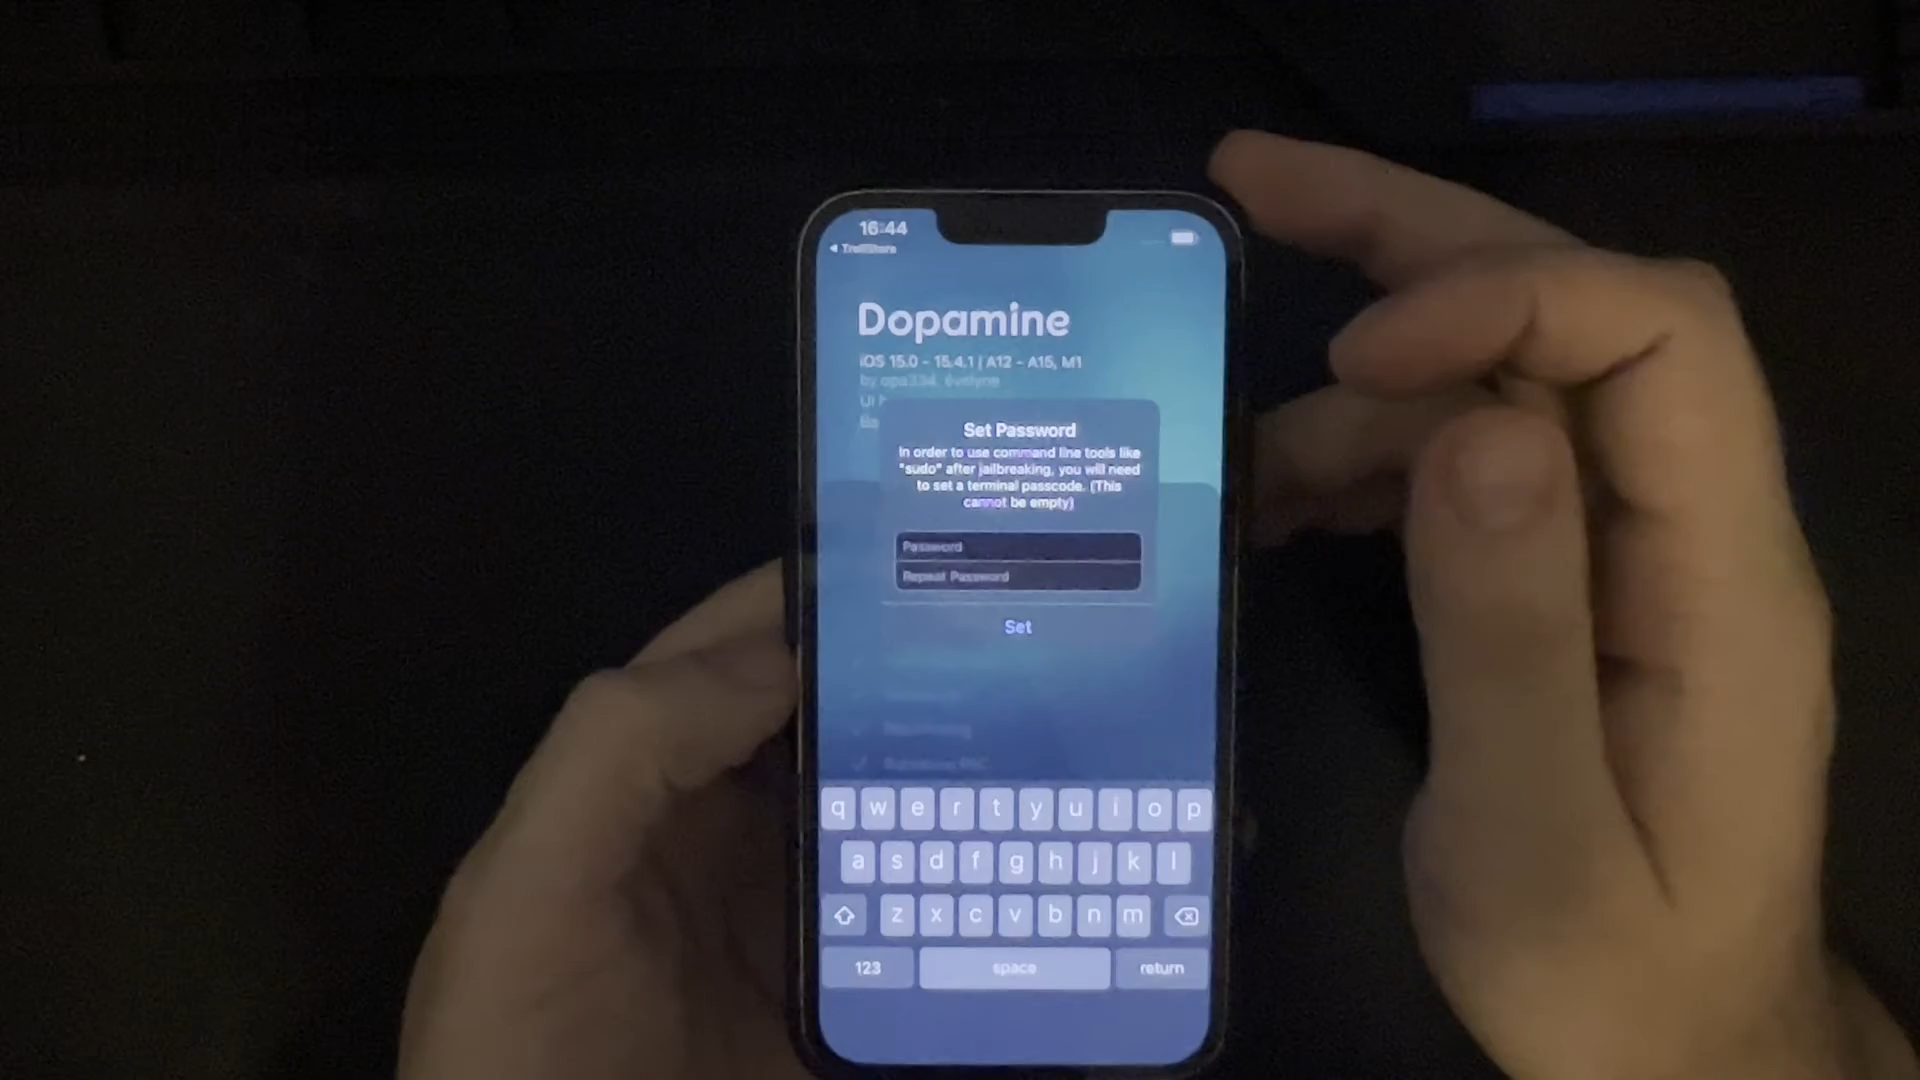 16:44
◀ TrollStore
Dopamine
iOS 15.0 - 15.4.1 | A12 - A15, M1
by opa334, évelyne
UI
Ba
Set Password
In order to use command line tools like
"sudo" after jailbreaking, you will need
to set a terminal passcode. (This
cannot be empty)
Password
Repeat Password
Set
q w e r t y u i o p
a s d f g h j k l
z x c v b n m
123 space return